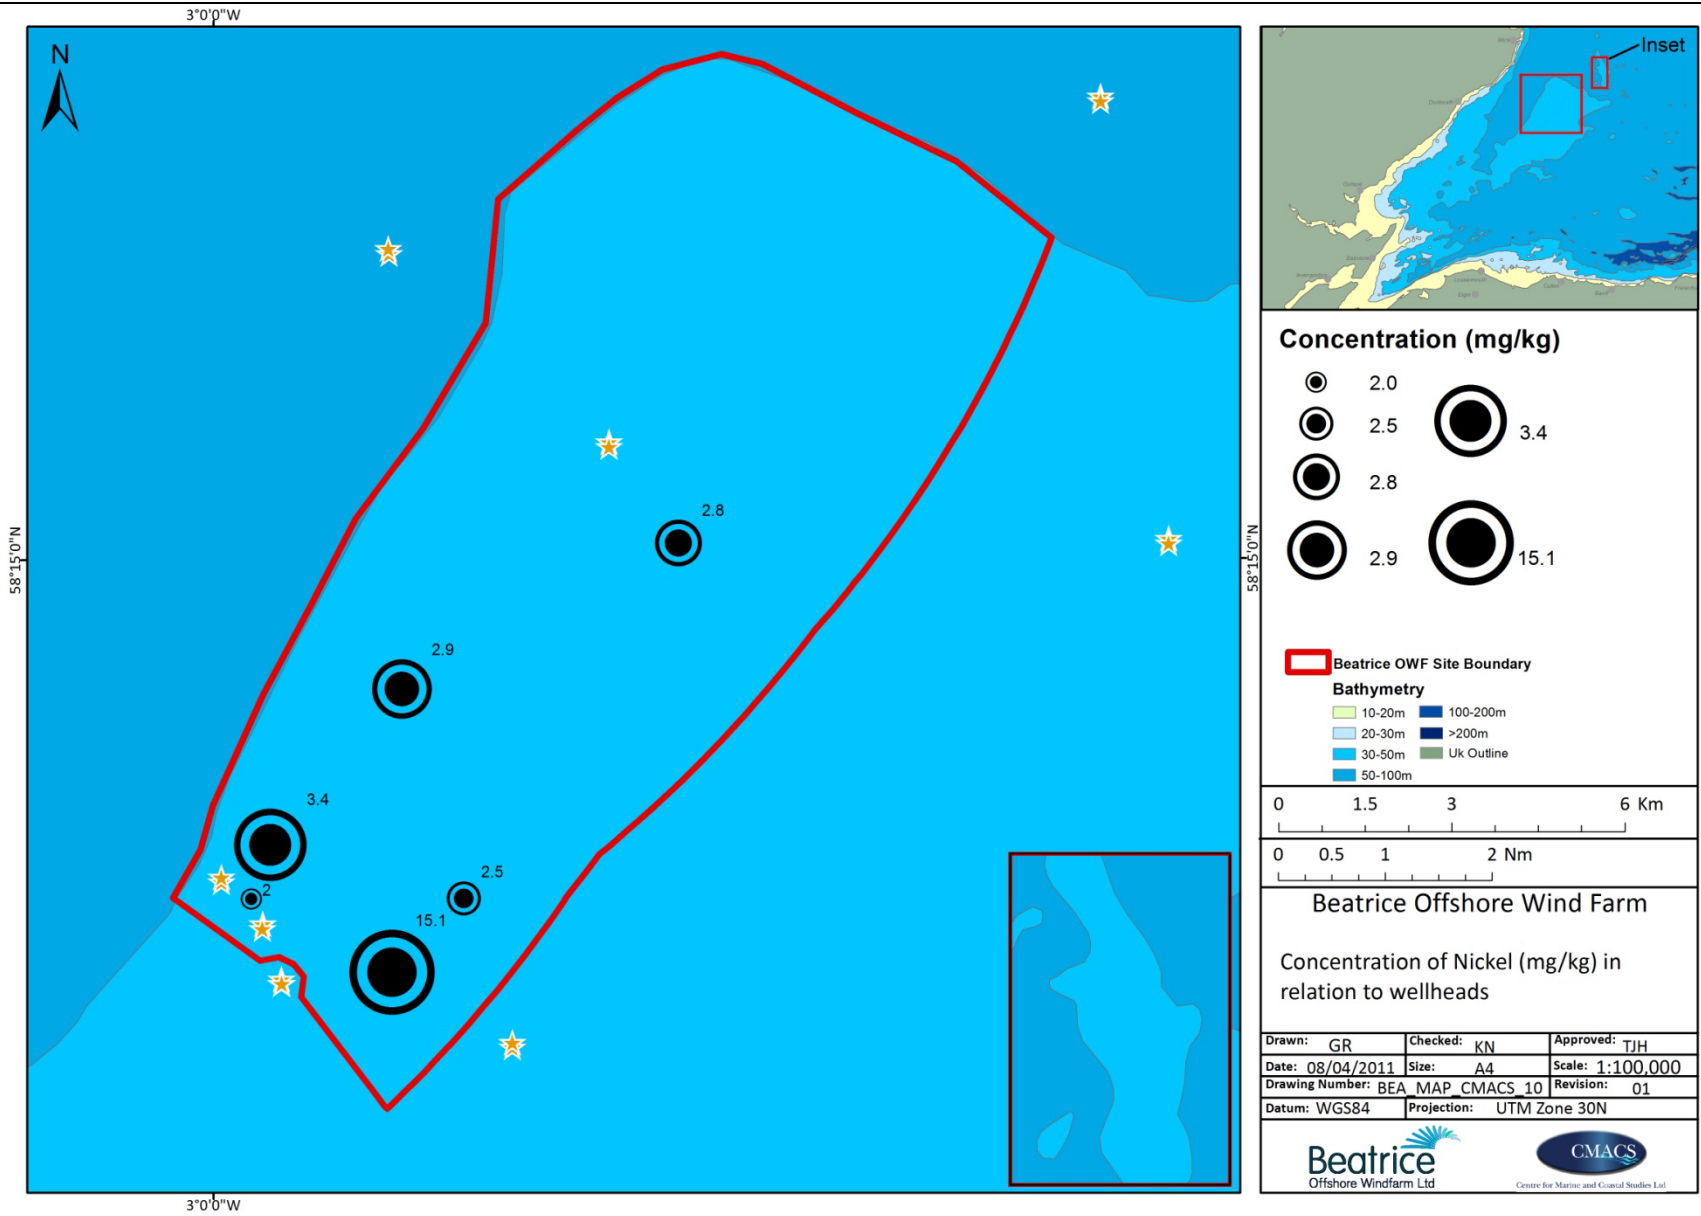 3°0'0"W
N
58°15'0"N
58°15'0"N
2.8
2.9
3.4
2
2.5
15.1
3°0'0"W
Inset
Wick
Elgin
Concentration (mg/kg)
2.0
2.5
2.8
2.9
3.4
15.1
Beatrice OWF Site Boundary
Bathymetry
10-20m
20-30m
30-50m
50-100m
100-200m
>200m
Uk Outline
0 1.5 3 6 Km
0 0.5 1 2 Nm
Beatrice Offshore Wind Farm
Concentration of Nickel (mg/kg) in
relation to wellheads
Drawn: GR Checked: KN Approved: TJH
Date: 08/04/2011 Size: A4 Scale: 1:100,000
Drawing Number: BEA_MAP_CMACS_10 Revision: 01
Datum: WGS84 Projection: UTM Zone 30N
Beatrice
Offshore Windfarm Ltd
CMACS
Centre for Marine and Coastal Studies Ltd